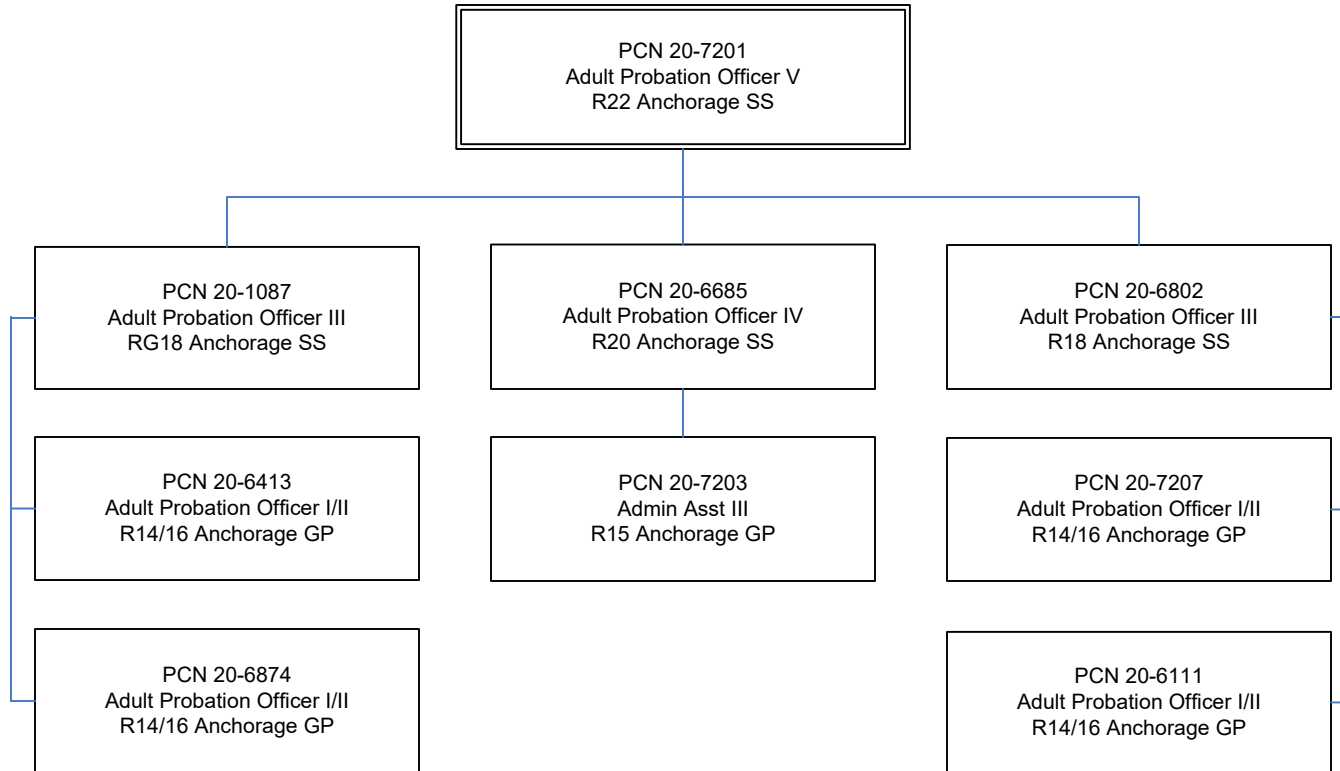 PCN 20-7201
Adult Probation Officer V
R22 Anchorage SS
PCN 20-1087
Adult Probation Officer III
RG18 Anchorage SS
PCN 20-6685
Adult Probation Officer IV
R20 Anchorage SS
PCN 20-6802
Adult Probation Officer III
R18 Anchorage SS
PCN 20-6413
Adult Probation Officer I/II
R14/16 Anchorage GP
PCN 20-7203
Admin Asst III
R15 Anchorage GP
PCN 20-7207
Adult Probation Officer I/II
R14/16 Anchorage GP
PCN 20-6874
Adult Probation Officer I/II
R14/16 Anchorage GP
PCN 20-6111
Adult Probation Officer I/II
R14/16 Anchorage GP